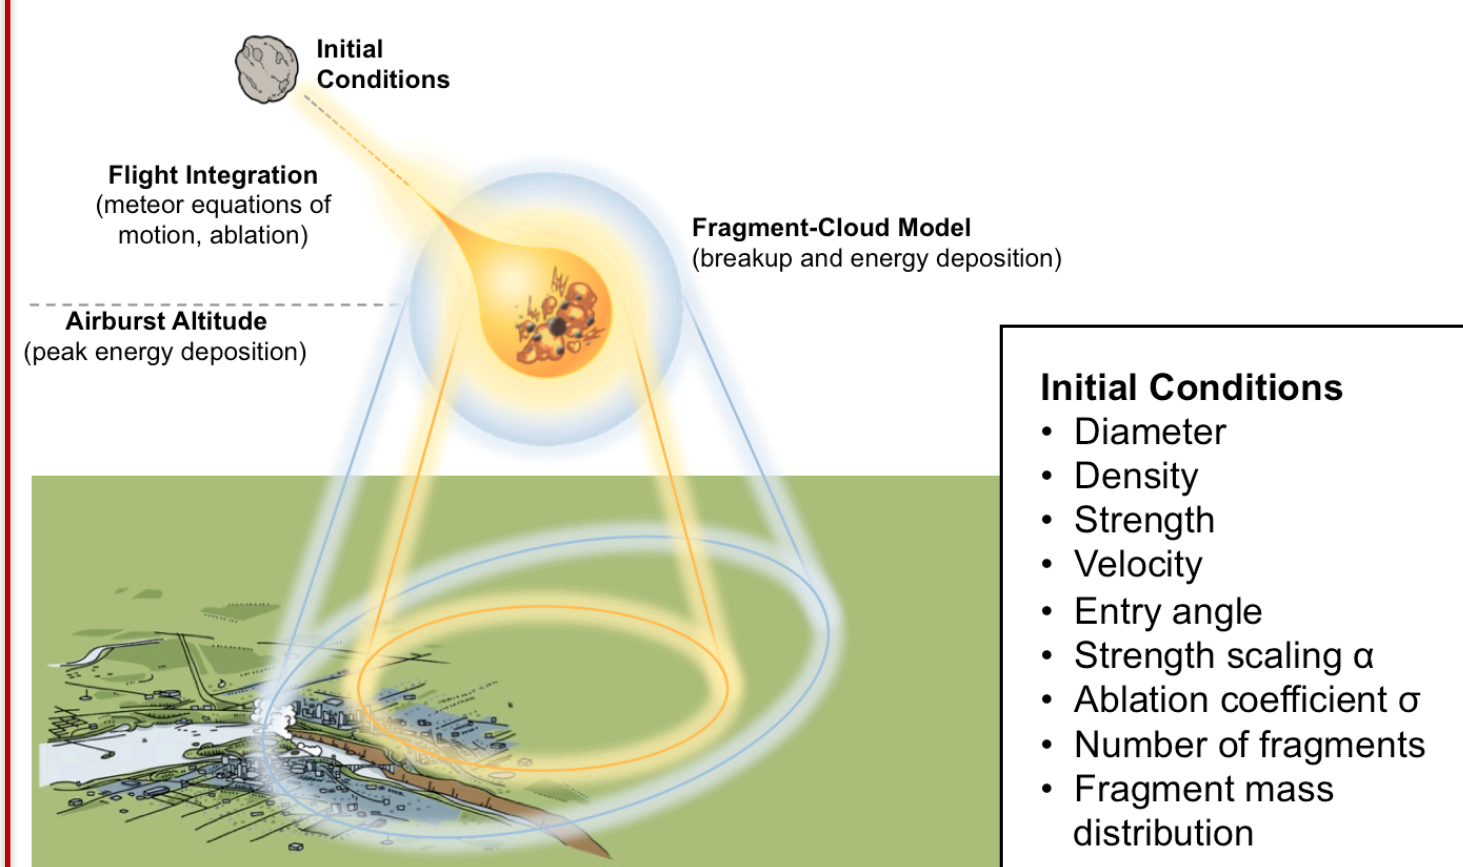 Initial
Conditions
Flight Integration
(meteor equations of
motion, ablation)
Fragment-Cloud Model
(breakup and energy deposition)
Airburst Altitude
(peak energy deposition)
Initial Conditions
• Diameter
• Density
• Strength
• Velocity
• Entry angle
• Strength scaling α
• Ablation coefficient σ
• Number of fragments
• Fragment mass
distribution